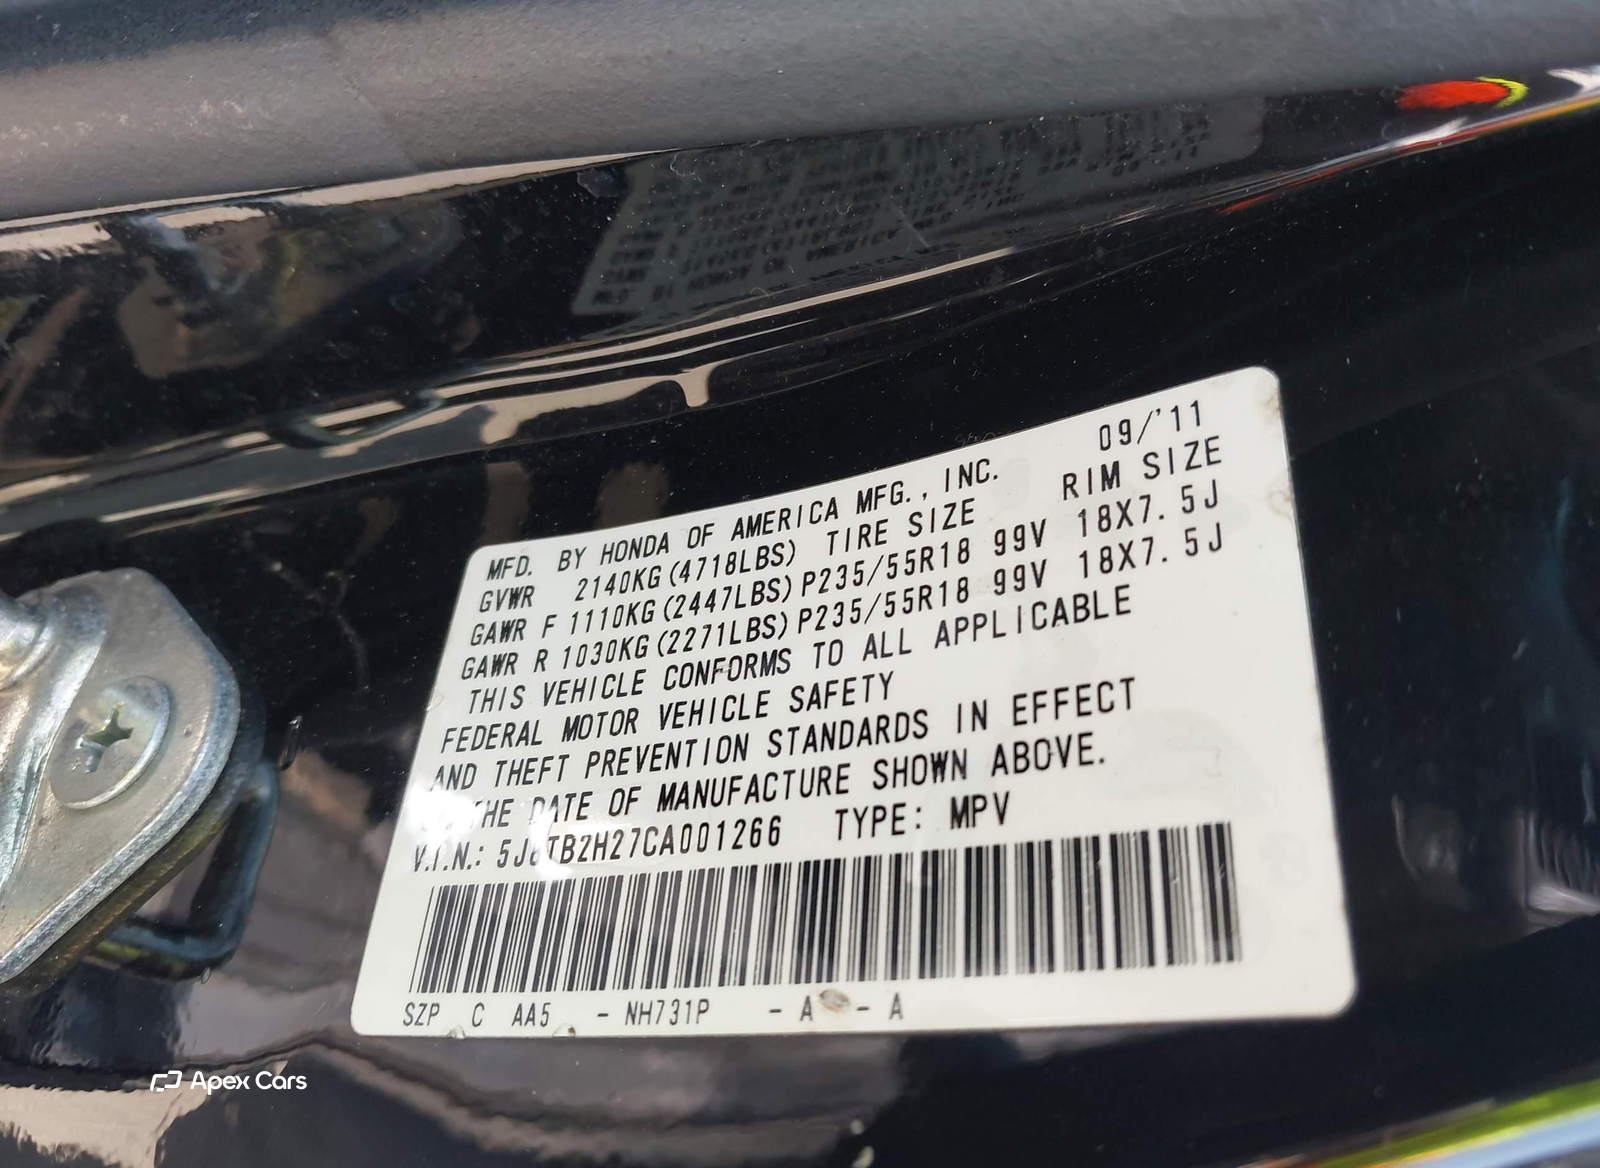 MFD. BY HONDA OF AMERICA MFG., INC. 09/'11
GVWR 2140KG(4718LBS) TIRE SIZE RIM SIZE
GAWR F 1110KG(2447LBS)P235/55R18 99V 18X7.5J
GAWR R 1030KG(2271LBS)P235/55R18 99V 18X7.5J
THIS VEHICLE CONFORMS TO ALL APPLICABLE
FEDERAL MOTOR VEHICLE SAFETY
AND THEFT PREVENTION STANDARDS IN EFFECT
THE DATE OF MANUFACTURE SHOWN ABOVE.
V.I.N.: TYPE: MPV
SZP C AA5 - NH731P - A - A
Apex Cars